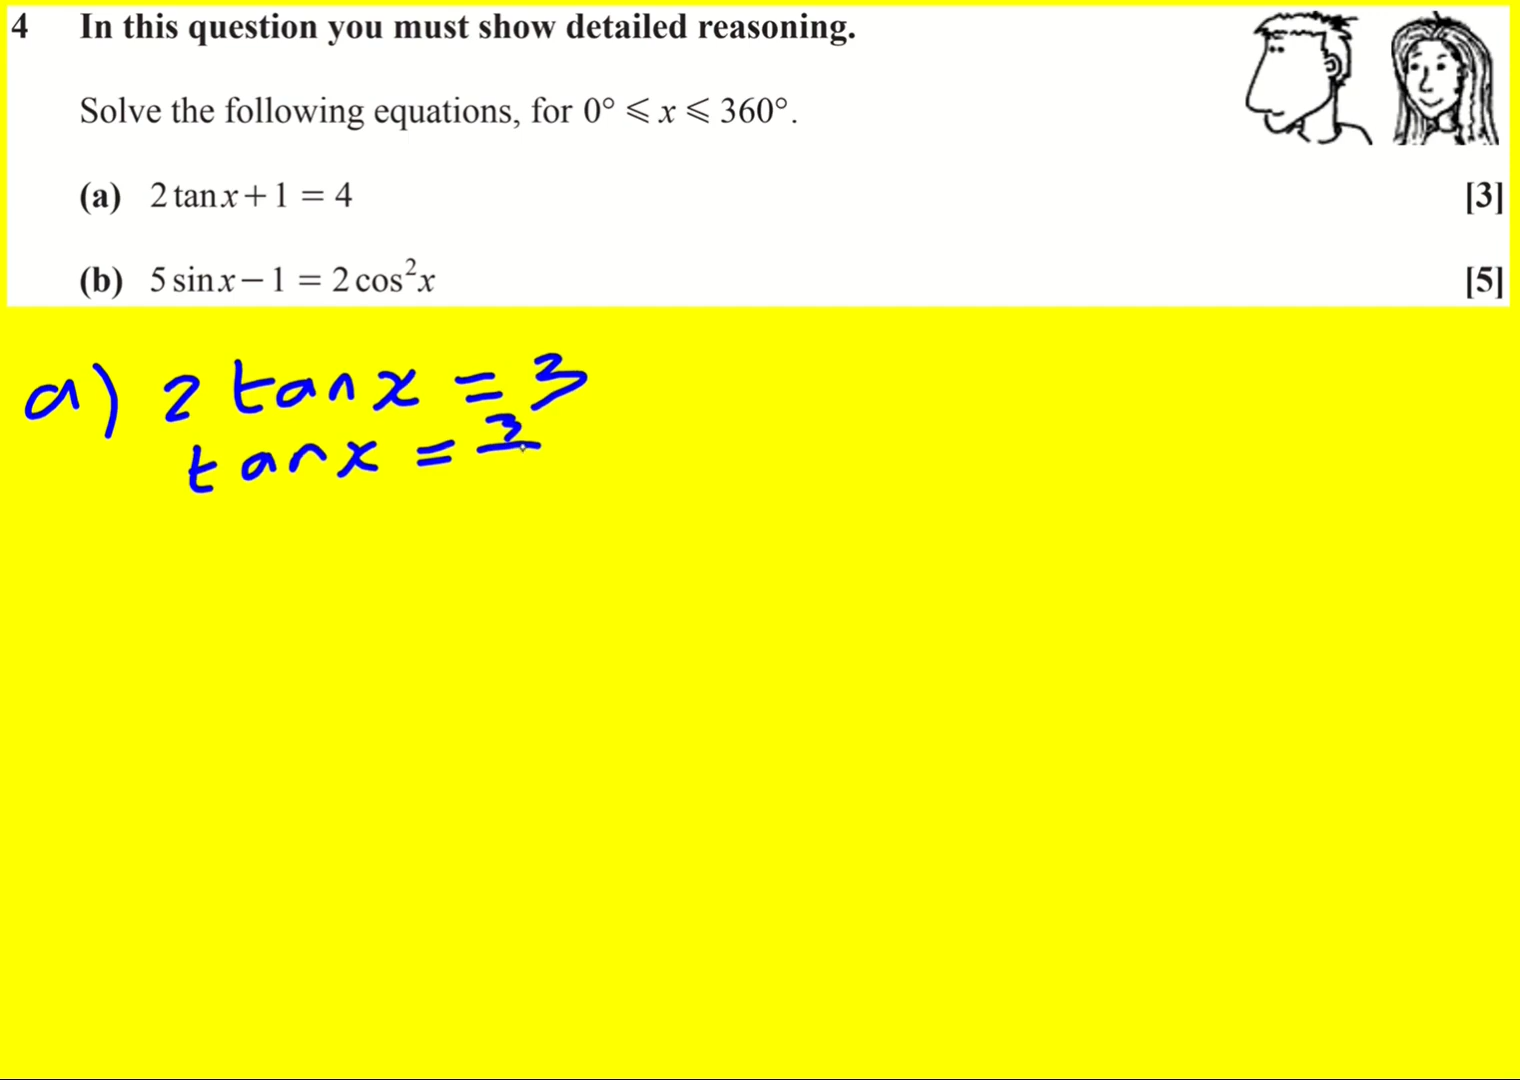 4 In this question you must show detailed reasoning.
Solve the following equations, for 0° ⩽ x ⩽ 360°.
(a) 2 tan x + 1 = 4 [3]
(b) 5 sin x − 1 = 2 cos²x [5]
a) 2 tan x = 3
tan x = 3/